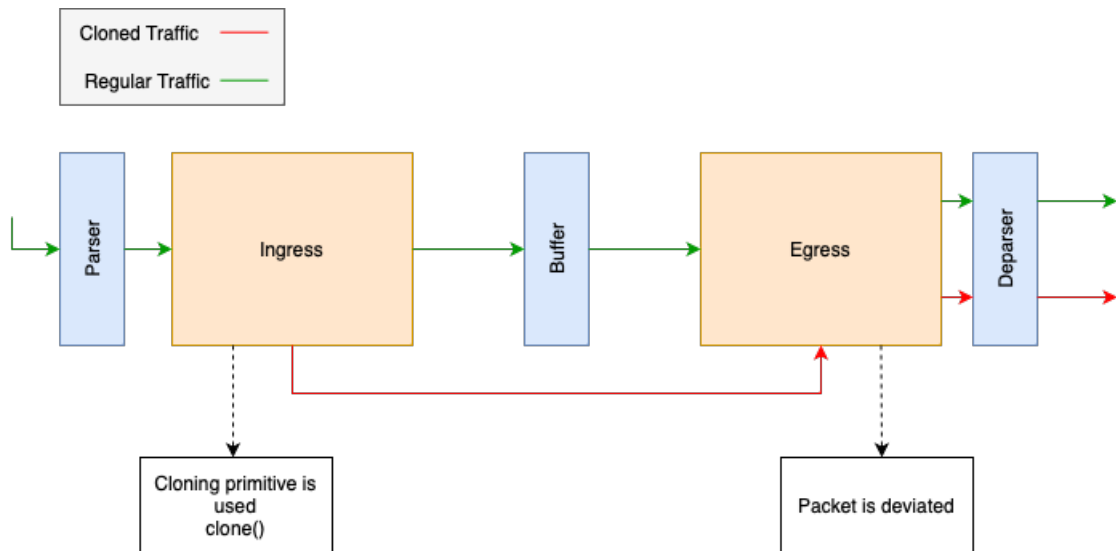 Cloned Traffic
Regular Traffic
Parser
Ingress
Buffer
Egress
Deparser
Cloning primitive is
used
clone()
Packet is deviated